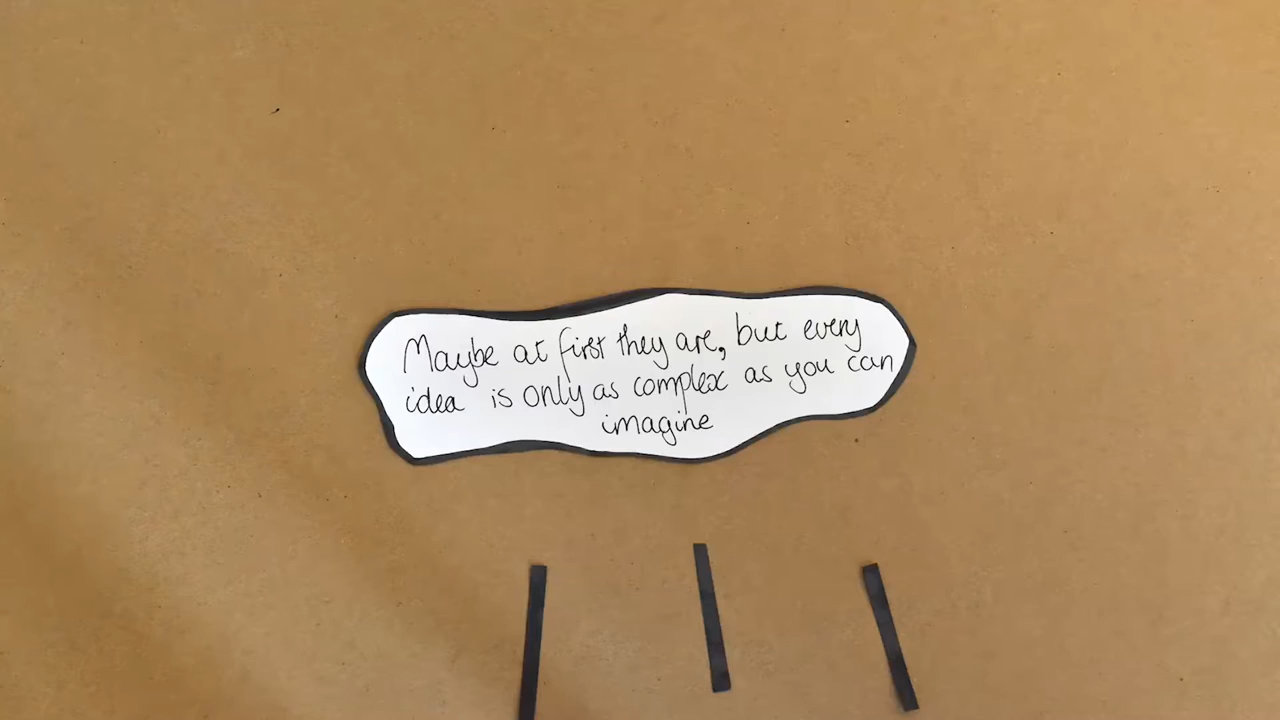 Maybe at first they are, but every
idea is only as complex as you can
imagine